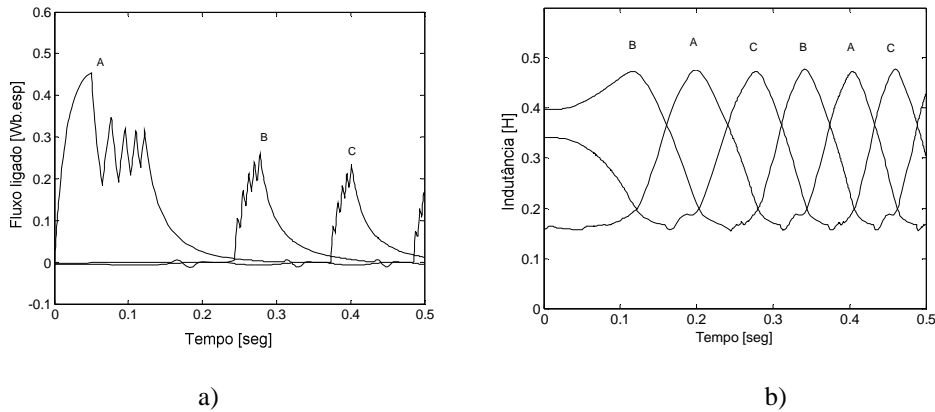 0.6
0.5
0.4
0.3
0.2
0.1
0
-0.1
Fluxo ligado [Wb.esp]
A
B
C
0 0.1 0.2 0.3 0.4 0.5
Tempo [seg]
a)
0.5
0.4
0.3
0.2
0.1
0
Indutância [H]
B A C B A C
0 0.1 0.2 0.3 0.4 0.5
Tempo [seg]
b)